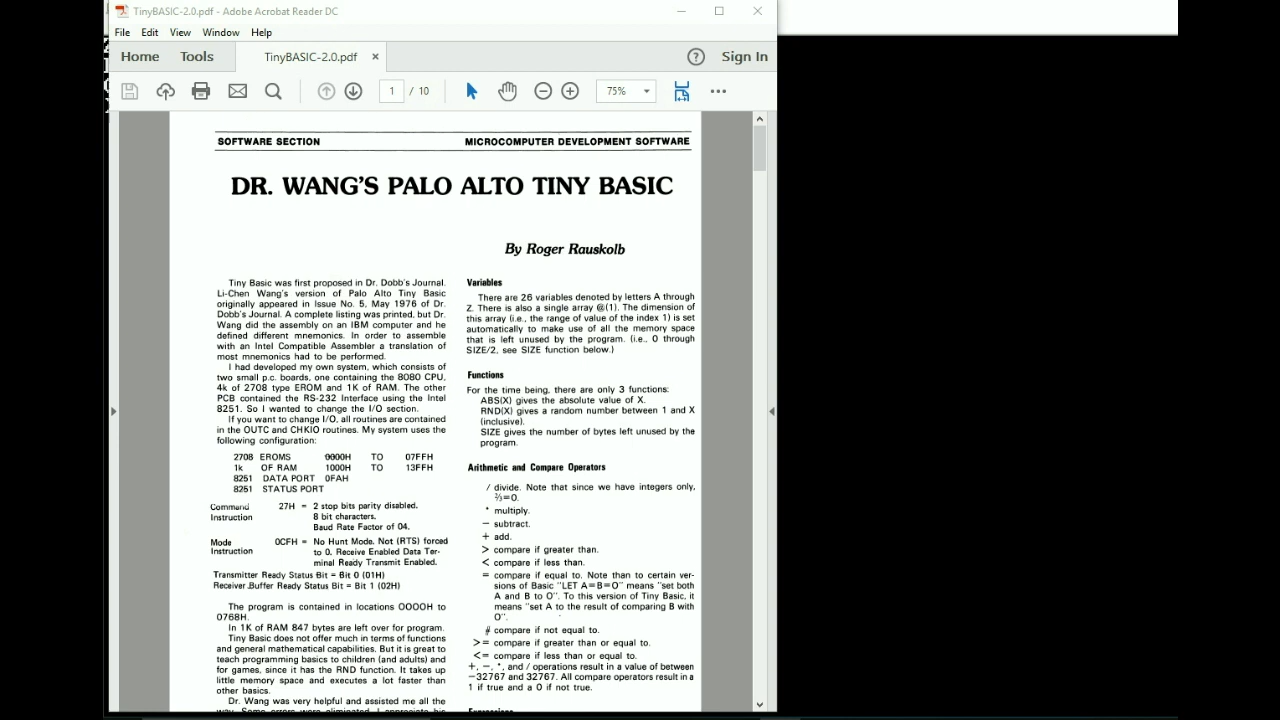 TinyBASIC-2.0.pdf - Adobe Acrobat Reader DC
File Edit View Window Help
Home Tools TinyBASIC-2.0.pdf × ? Sign In
1 / 10 75%
SOFTWARE SECTION MICROCOMPUTER DEVELOPMENT SOFTWARE
DR. WANG'S PALO ALTO TINY BASIC
By Roger Rauskolb
Tiny Basic was first proposed in Dr. Dobb's Journal.
Li-Chen Wang's version of Palo Alto Tiny Basic
originally appeared in Issue No. 5, May 1976 of Dr.
Dobb's Journal. A complete listing was printed, but Dr.
Wang did the assembly on an IBM computer and he
defined different mnemonics. In order to assemble
with an Intel Compatible Assembler a translation of
most mnemonics had to be performed.
I had developed my own system, which consists of
two small p.c. boards, one containing the 8080 CPU,
4k of 2708 type EROM and 1K of RAM. The other
PCB contained the RS-232 Interface using the Intel
8251. So I wanted to change the I/O section.
If you want to change I/O, all routines are contained
in the OUTC and CHKIO routines. My system uses the
following configuration:
2708 EROMS 0000H TO 07FFH
1k OF RAM 1000H TO 13FFH
8251 DATA PORT 0FAH
8251 STATUS PORT
Command 27H = 2 stop bits parity disabled.
Instruction 8 bit characters.
Baud Rate Factor of 04.
Mode 0CFH = No Hunt Mode. Not (RTS) forced
Instruction to 0. Receive Enabled Data Ter-
minal Ready Transmit Enabled.
Transmitter Ready Status Bit = Bit 0 (01H)
Receiver Buffer Ready Status Bit = Bit 1 (02H)
The program is contained in locations 0000H to
0768H.
In 1K of RAM 847 bytes are left over for program.
Tiny Basic does not offer much in terms of functions
and general mathematical capabilities. But it is great to
teach programming basics to children (and adults) and
for games, since it has the RND function. It takes up
little memory space and executes a lot faster than
other basics.
Dr. Wang was very helpful and assisted me all the
way. Some errors were eliminated. I appreciate his
Variables
There are 26 variables denoted by letters A through
Z. There is also a single array @(1). The dimension of
this array (i.e., the range of value of the index 1) is set
automatically to make use of all the memory space
that is left unused by the program. (i.e., 0 through
SIZE/2, see SIZE function below.)
Functions
For the time being, there are only 3 functions:
ABS(X) gives the absolute value of X.
RND(X) gives a random number between 1 and X
(inclusive).
SIZE gives the number of bytes left unused by the
program.
Arithmetic and Compare Operators
/ divide. Note that since we have integers only,
⅔=0.
* multiply.
− subtract.
+ add.
> compare if greater than.
< compare if less than.
= compare if equal to. Note than to certain ver-
sions of Basic "LET A=B=0" means "set both
A and B to 0". To this version of Tiny Basic, it
means "set A to the result of comparing B with
0".
# compare if not equal to.
>= compare if greater than or equal to.
<= compare if less than or equal to.
+, −, *, and / operations result in a value of between
−32767 and 32767. All compare operators result in a
1 if true and a 0 if not true.
Expressions